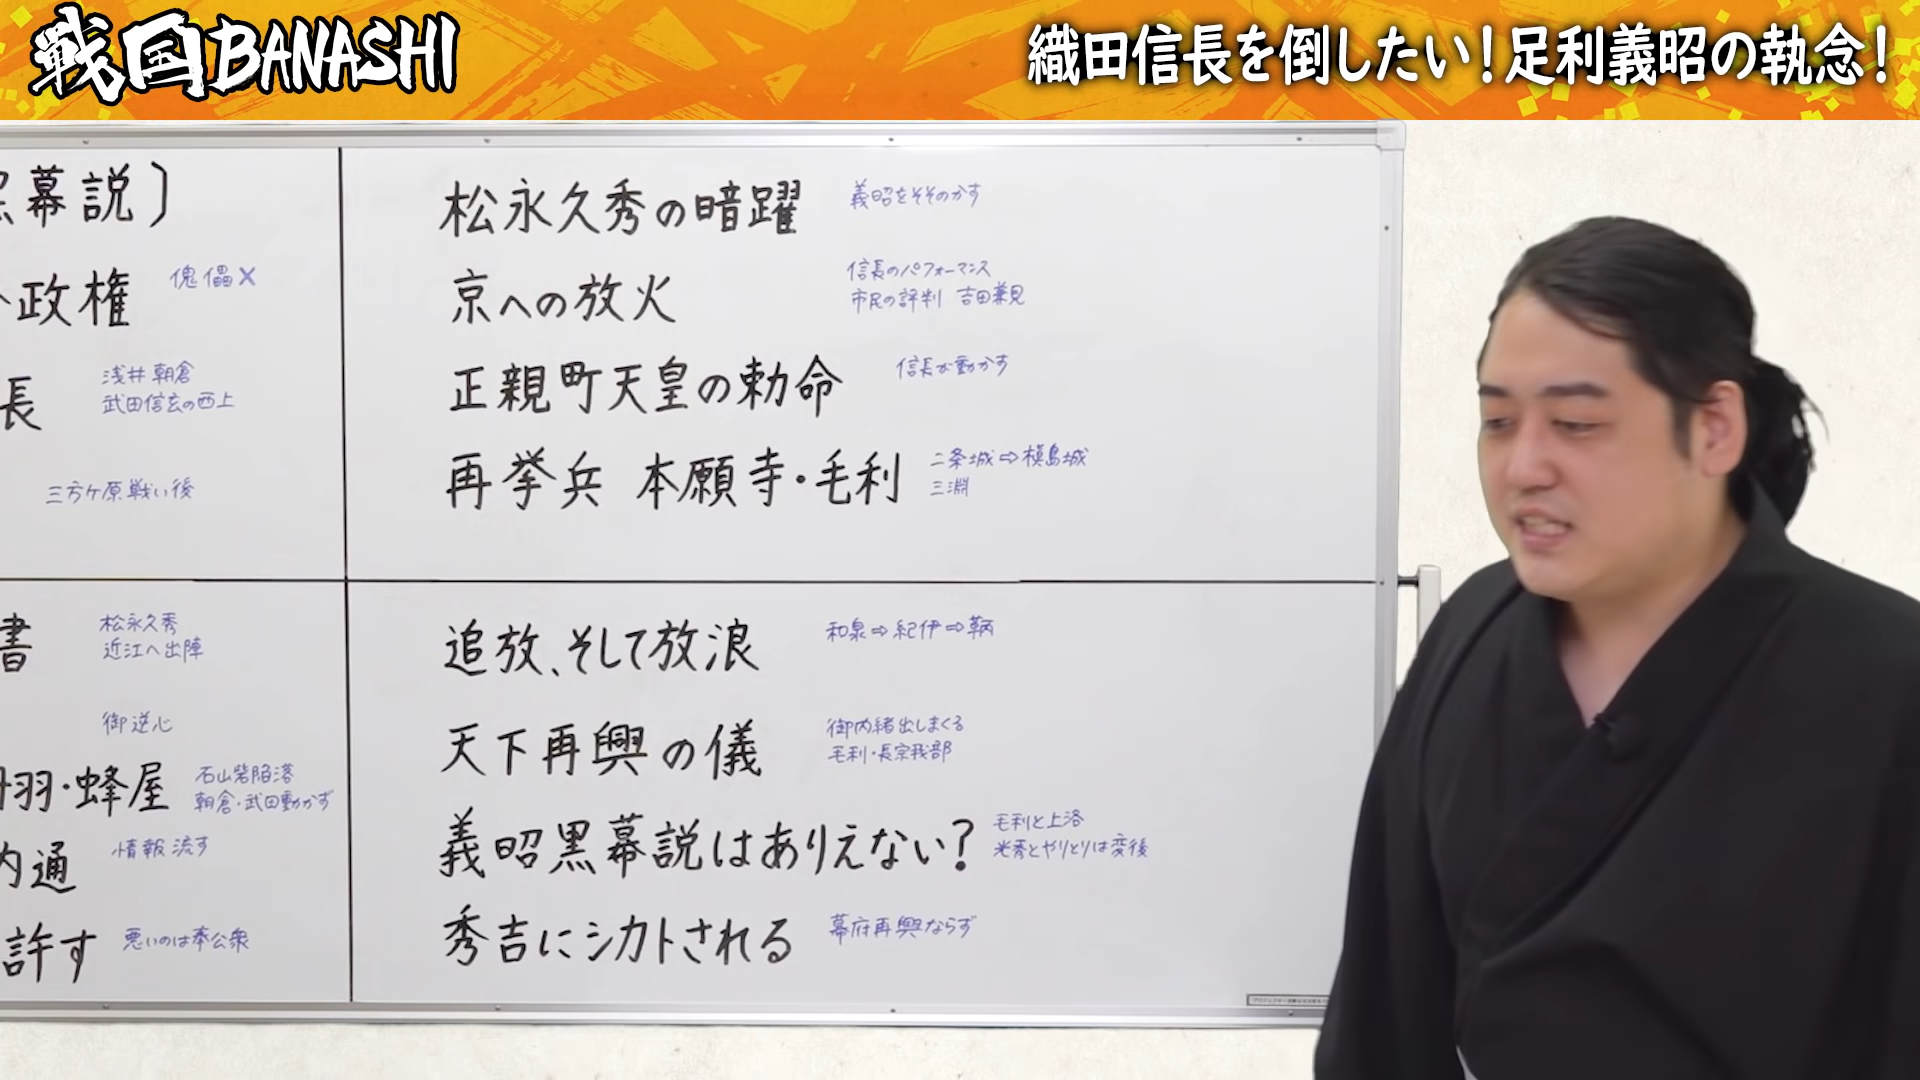 戦国BANASHI
織田信長を倒したい！足利義昭の執念！
幕説〕
政権 傀儡×
長 浅井朝倉
武田信玄の西上
三方ヶ原戦い後
松永久秀の暗躍 義昭をそそのかす
京への放火 信長のパフォーマンス
市民の評判 吉田兼見
正親町天皇の勅命 信長が動かす
再挙兵 本願寺・毛利 二条城⇨槙島城
三淵
書 松永久秀
近江へ出陣
御逆心
羽・蜂屋 石山砦陥落
朝倉・武田動かず
内通 情報流す
許す 悪いのは奉公衆
追放、そして放浪 和泉⇨紀伊⇨鞆
天下再興の儀 御内緒出しまくる
毛利・長宗我部
義昭黒幕説はありえない？ 毛利と上洛
光秀とやりとりは変後
秀吉にシカトされる 幕府再興ならず